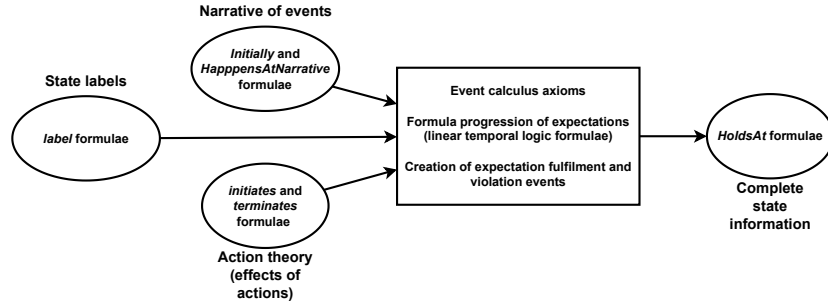 Narrative of events
Initially and
HapppensAtNarrative
formulae
State labels
label formulae
initiates and
terminates
formulae
Action theory
(effects of
actions)
Event calculus axioms
Formula progression of expectations
(linear temporal logic formulae)
Creation of expectation fulfilment and
violation events
HoldsAt formulae
Complete
state
information